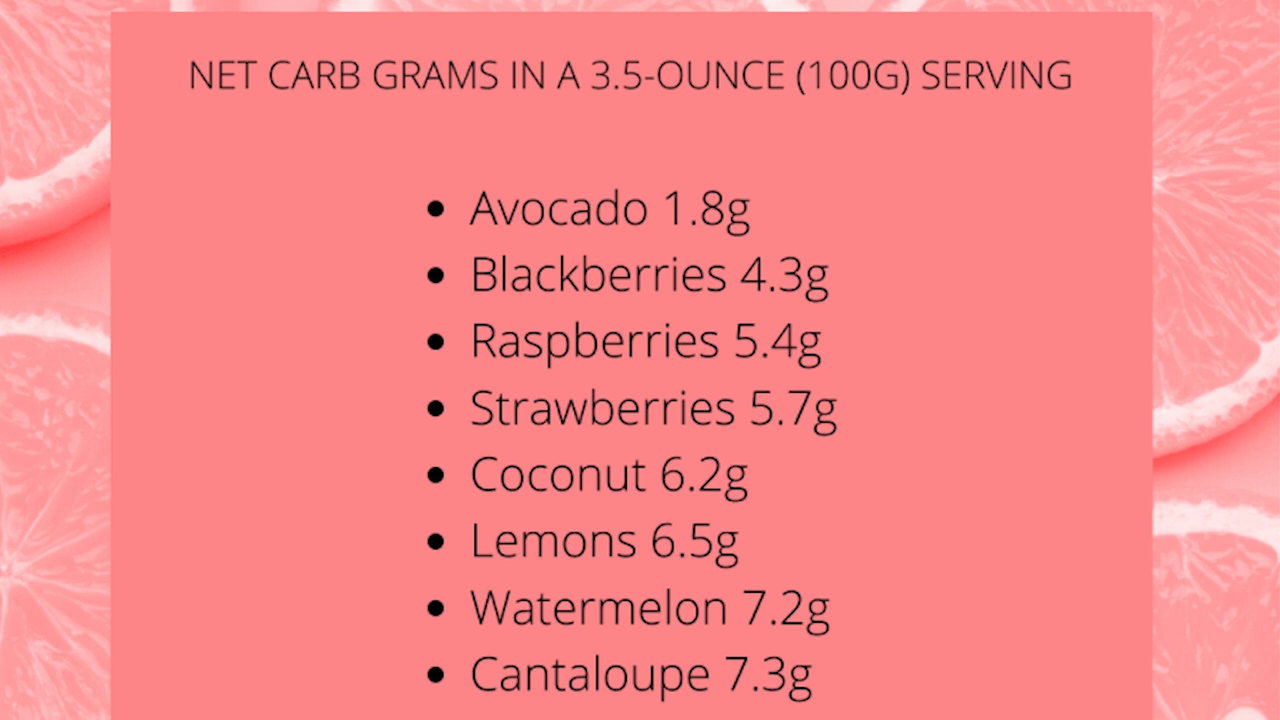 NET CARB GRAMS IN A 3.5-OUNCE (100G) SERVING
• Avocado 1.8g
• Blackberries 4.3g
• Raspberries 5.4g
• Strawberries 5.7g
• Coconut 6.2g
• Lemons 6.5g
• Watermelon 7.2g
• Cantaloupe 7.3g